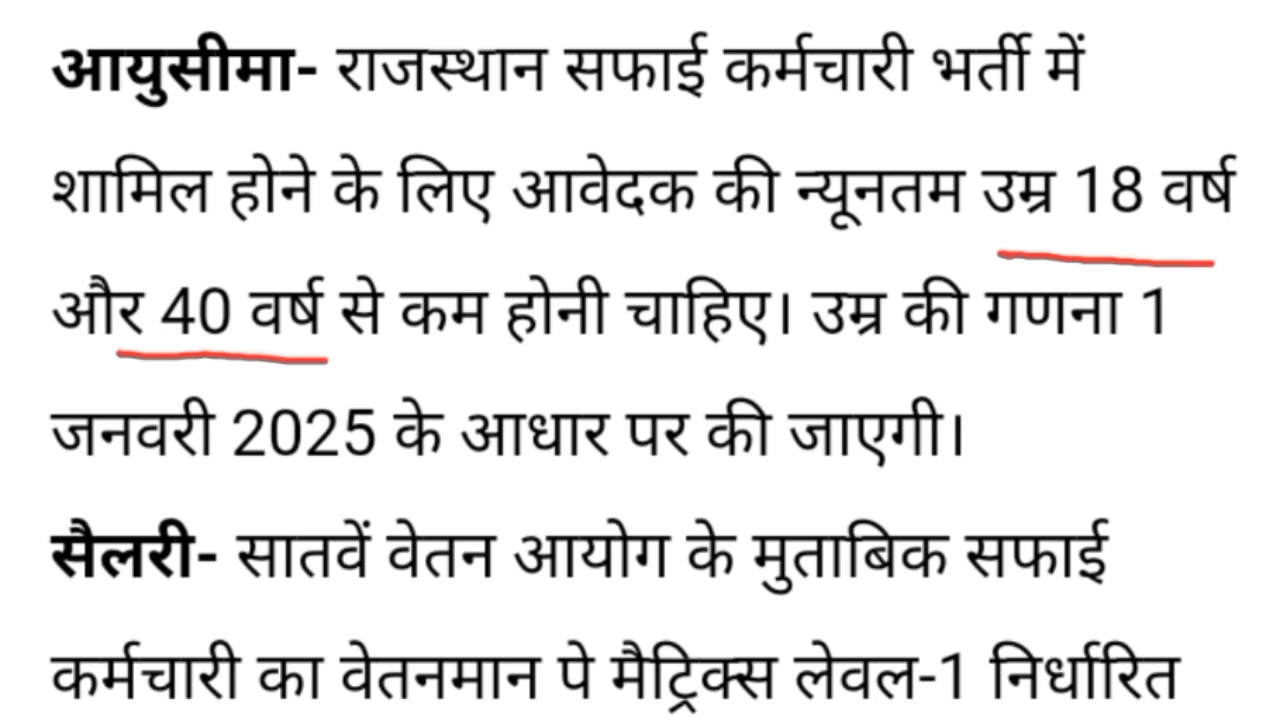 आयुसीमा- राजस्थान सफाई कर्मचारी भर्ती में
शामिल होने के लिए आवेदक की न्यूनतम उम्र 18 वर्ष
और 40 वर्ष से कम होनी चाहिए। उम्र की गणना 1
जनवरी 2025 के आधार पर की जाएगी।
सैलरी- सातवें वेतन आयोग के मुताबिक सफाई
कर्मचारी का वेतनमान पे मैट्रिक्स लेवल-1 निर्धारित